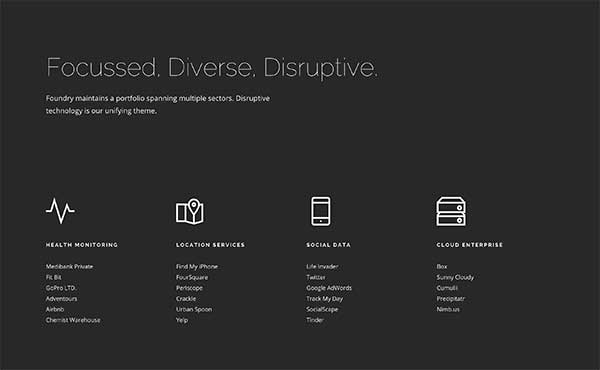 Focussed. Diverse. Disruptive.
Foundry maintains a portfolio spanning multiple sectors. Disruptive
technology is our unifying theme.
HEALTH MONITORING
Medibank Private
Fit Bit
GoPro LTD.
Adventours
Airbnb
Chemist Warehouse
LOCATION SERVICES
Find My iPhone
FourSquare
Periscope
Crackle
Urban Spoon
Yelp
SOCIAL DATA
Life Invader
Twitter
Google AdWords
Track My Day
SocialScape
Tinder
CLOUD ENTERPRISE
Box
Sunny Cloudy
Cumulii
Precipitatr
Nimb.us